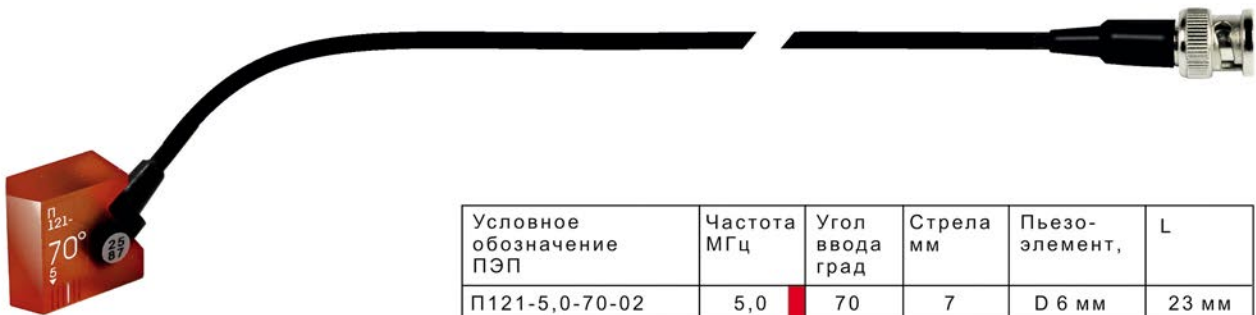 П
121-
70°
5
25
87
Условное обозначение ПЭП
Частота МГц
Угол ввода град
Стрела мм
Пьезо-элемент,
L
П121-5,0-70-02 5,0 70 7 D 6 мм 23 мм